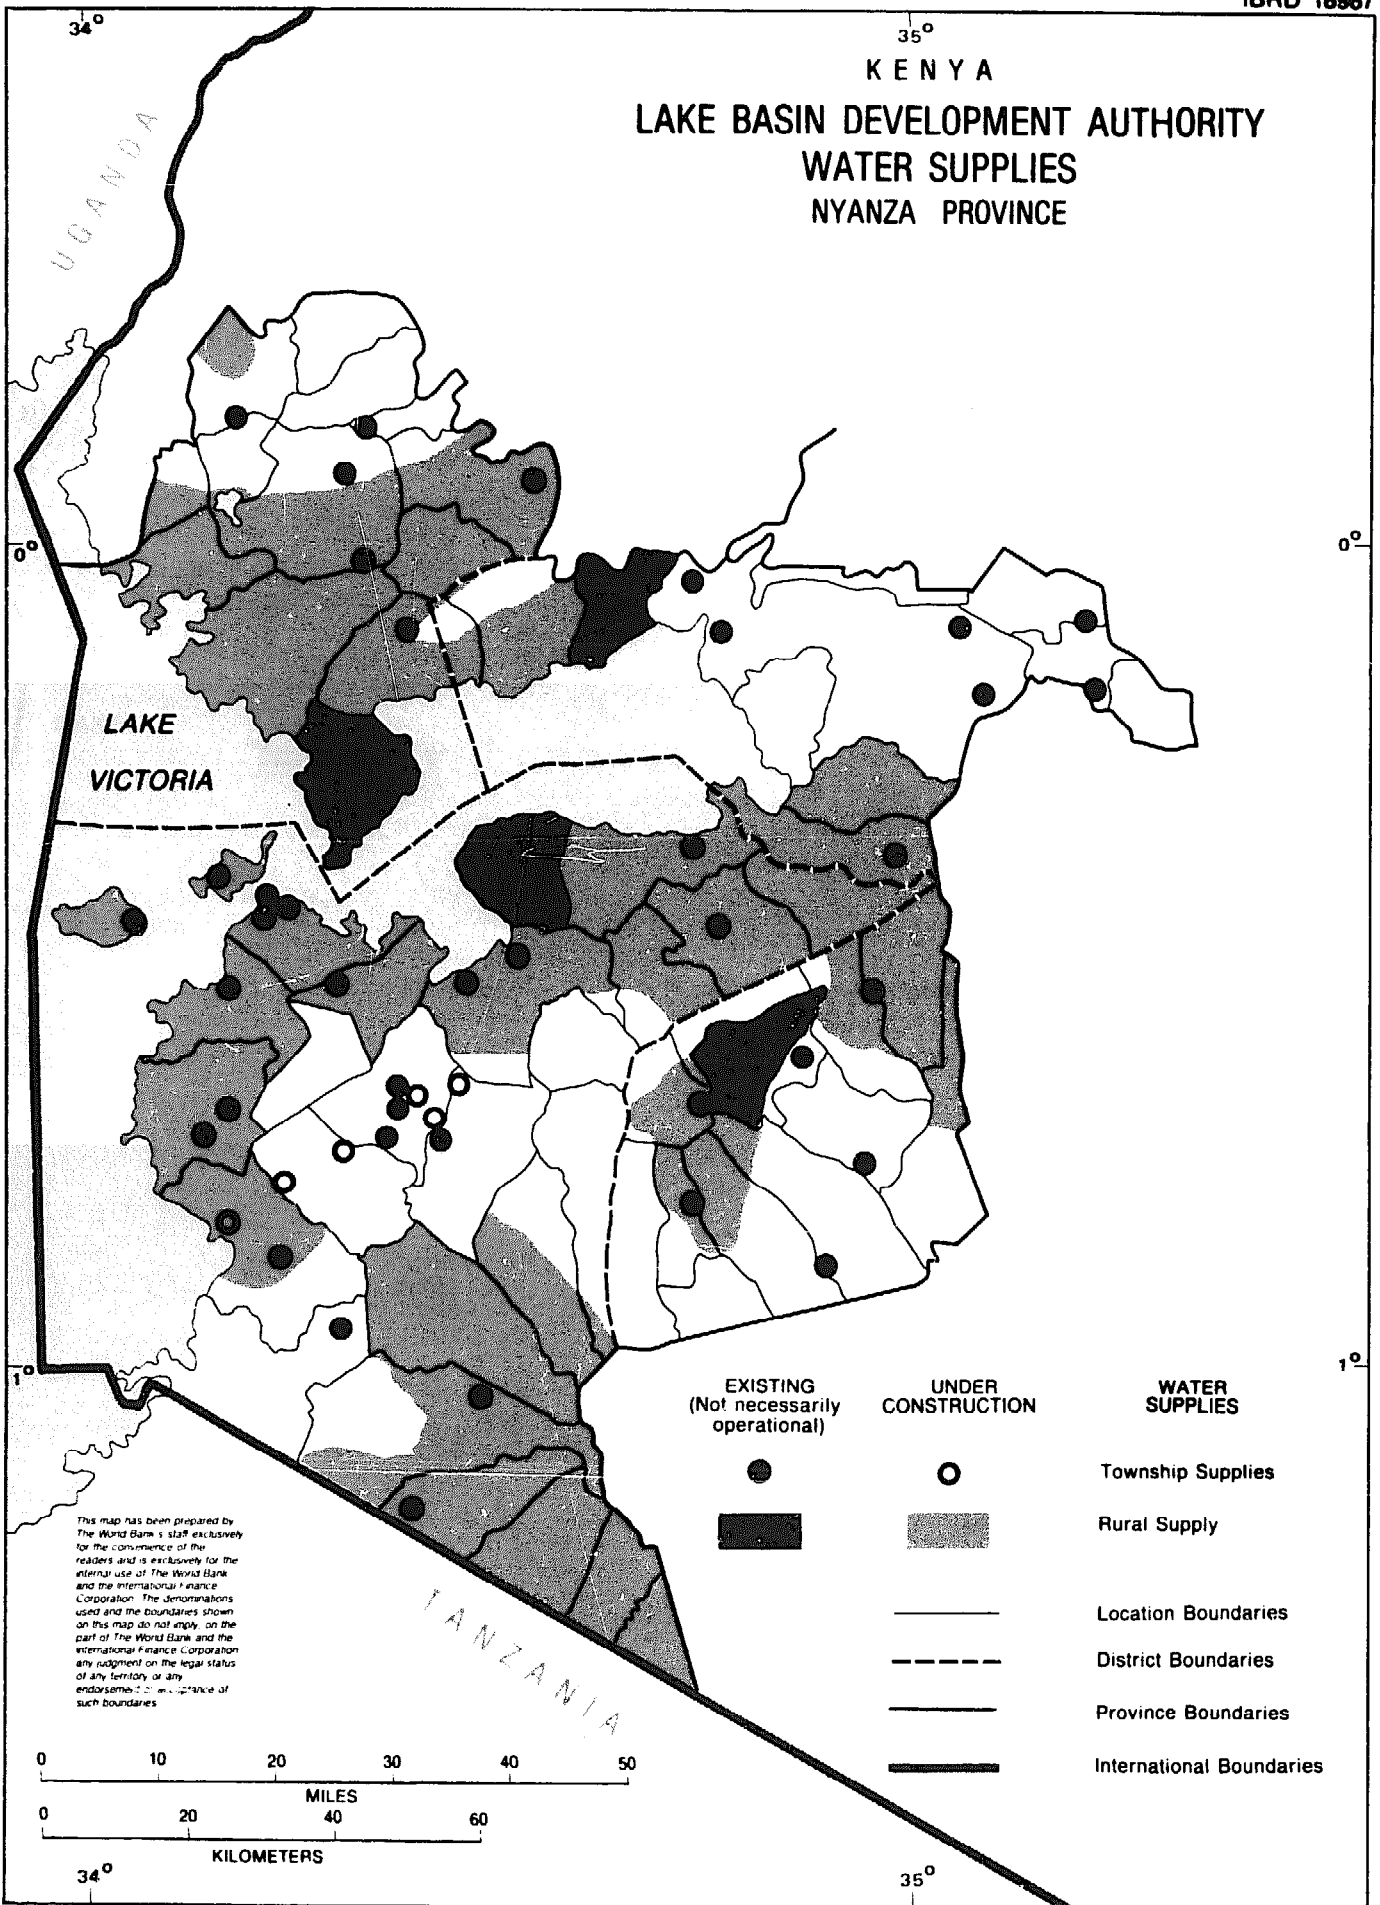 IBRD 18987
34°
35°
KENYA
LAKE BASIN DEVELOPMENT AUTHORITY
WATER SUPPLIES
NYANZA PROVINCE
UGANDA
0°
0°
LAKE
VICTORIA
1°
1°
EXISTING
(Not necessarily
operational)
UNDER
CONSTRUCTION
WATER
SUPPLIES
Township Supplies
Rural Supply
Location Boundaries
District Boundaries
Province Boundaries
International Boundaries
This map has been prepared by
The World Bank's staff exclusively
for the convenience of the
readers and is exclusively for the
internal use of The World Bank
and the International Finance
Corporation. The denominations
used and the boundaries shown
on this map do not imply, on the
part of The World Bank and the
International Finance Corporation
any judgment on the legal status
of any territory or any
endorsement or acceptance of
such boundaries
TANZANIA
0 10 20 30 40 50
MILES
0 20 40 60
KILOMETERS
34°
35°